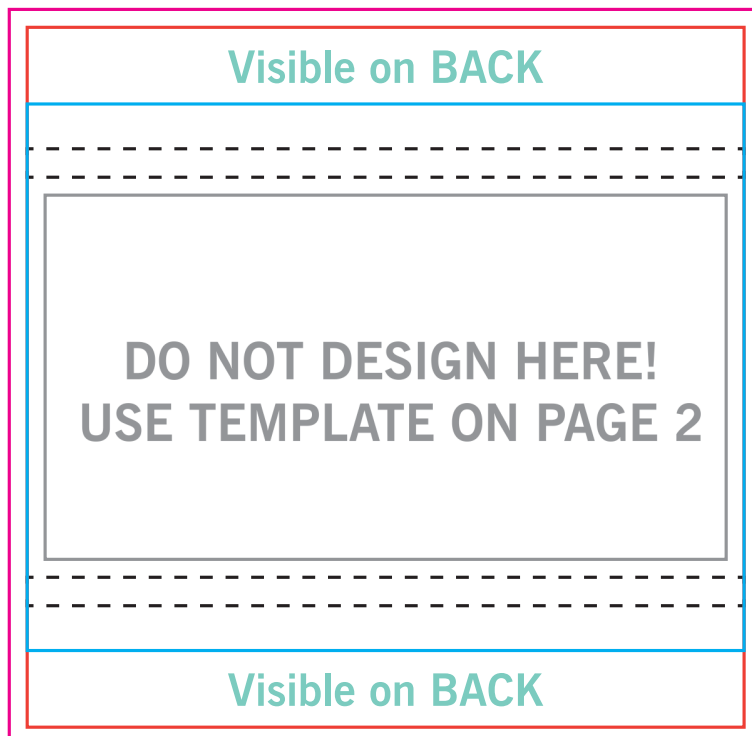 Visible on BACK
DO NOT DESIGN HERE!
USE TEMPLATE ON PAGE 2
Visible on BACK